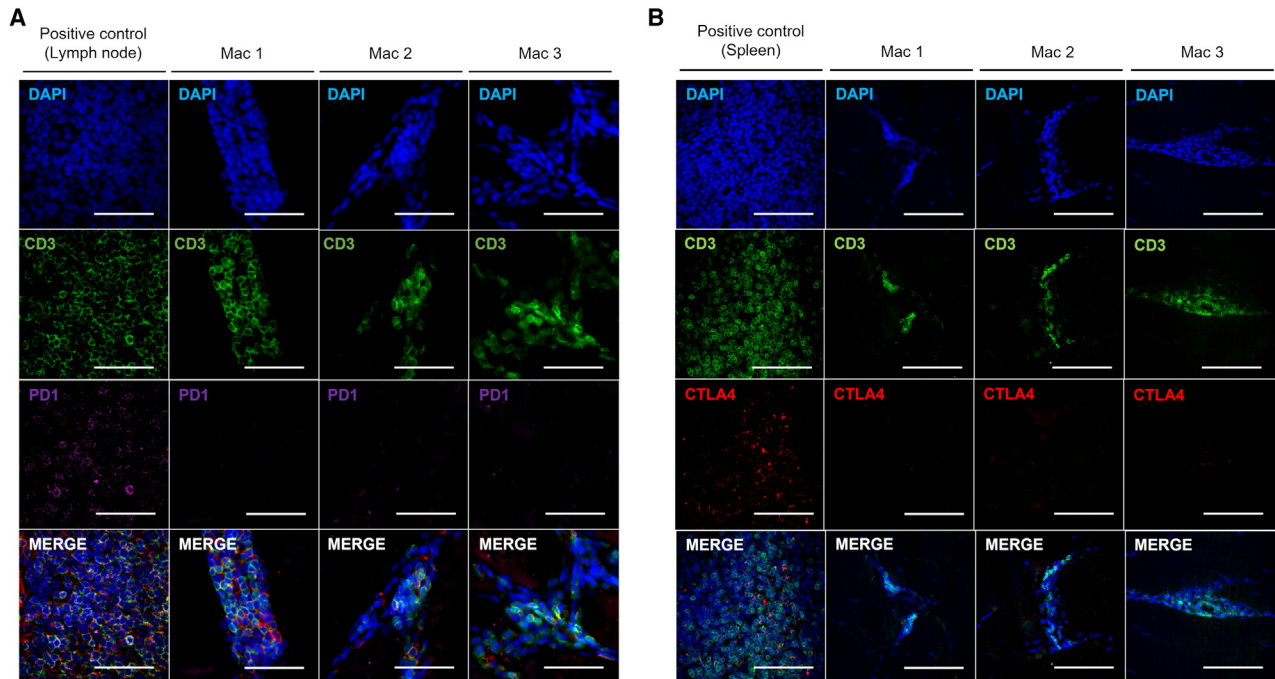 A
Positive control
(Lymph node)
Mac 1
Mac 2
Mac 3
DAPI
DAPI
DAPI
DAPI
CD3
CD3
CD3
CD3
PD1
PD1
PD1
PD1
MERGE
MERGE
MERGE
MERGE
B
Positive control
(Spleen)
Mac 1
Mac 2
Mac 3
DAPI
DAPI
DAPI
DAPI
CD3
CD3
CD3
CD3
CTLA4
CTLA4
CTLA4
CTLA4
MERGE
MERGE
MERGE
MERGE